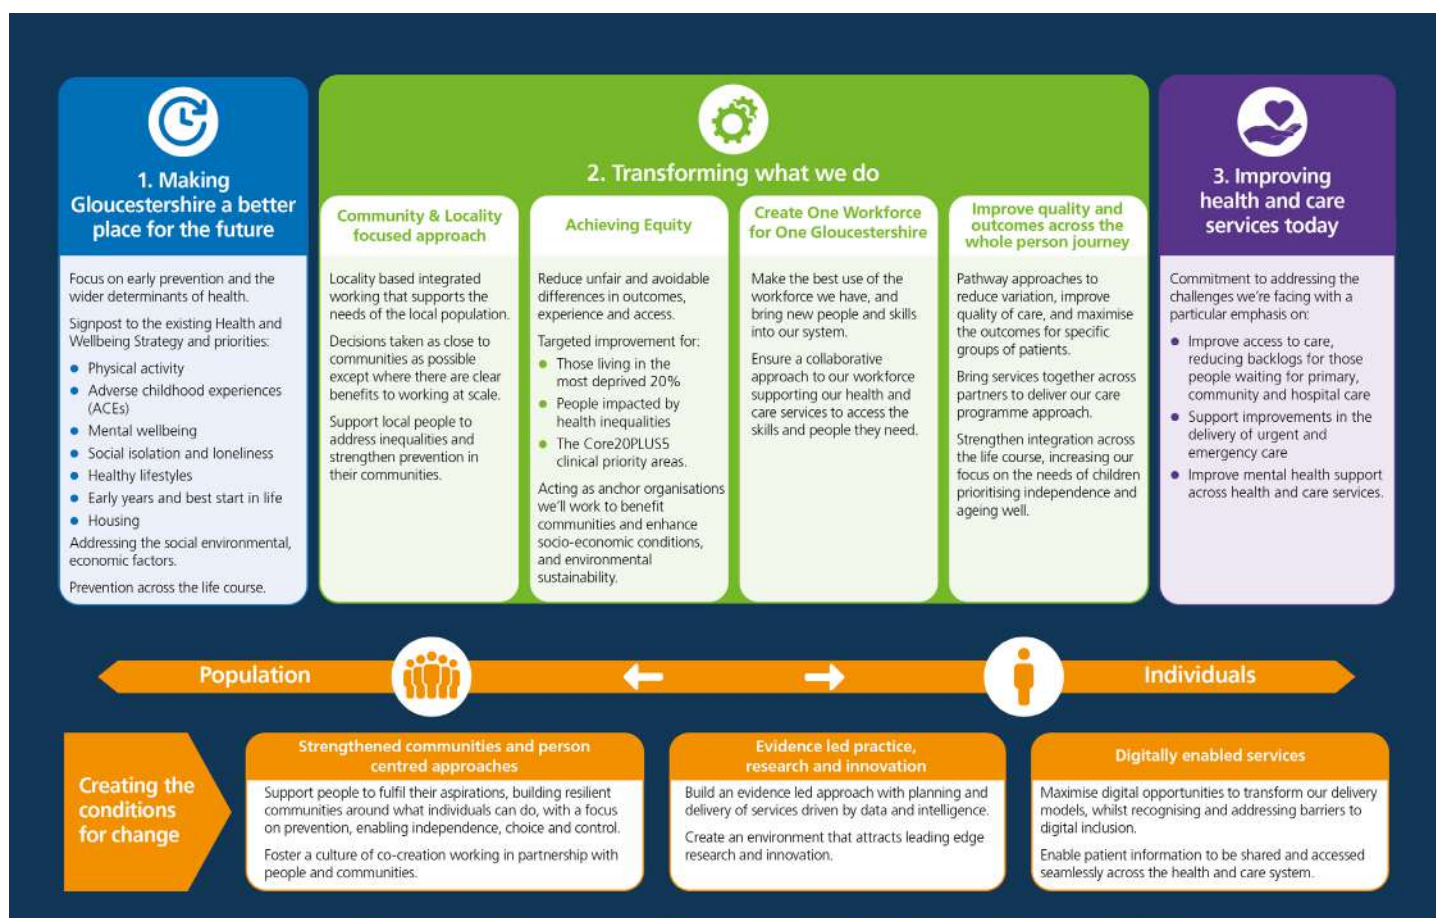 1. Making
Gloucestershire a better
place for the future
Focus on early prevention and the
wider determinants of health.
Signpost to the existing Health and
Wellbeing Strategy and priorities:
Physical activity
Adverse childhood experiences
(ACEs)
Mental wellbeing
Social isolation and loneliness
Healthy lifestyles
Early years and best start in life
Housing
Addressing the social environmental,
economic factors.
Prevention across the life course.
2. Transforming what we do
Community & Locality
focused approach
Locality based integrated
working that supports the
needs of the local population.
Decisions taken as close to
communities as possible
except where there are clear
benefits to working at scale.
Support local people to
address inequalities and
strengthen prevention in
their communities.
Achieving Equity
Reduce unfair and avoidable
differences in outcomes,
experience and access.
Targeted improvement for:
Those living in the
most deprived 20%
People impacted by
health inequalities
The Core20PLUS5
clinical priority areas.
Acting as anchor organisations
we'll work to benefit
communities and enhance
socio-economic conditions,
and environmental
sustainability.
Create One Workforce
for One Gloucestershire
Make the best use of the
workforce we have, and
bring new people and skills
into our system.
Ensure a collaborative
approach to our workforce
supporting our health and
care services to access the
skills and people they need.
Improve quality and
outcomes across the
whole person journey
Pathway approaches to
reduce variation, improve
quality of care, and maximise
the outcomes for specific
groups of patients.
Bring services together across
partners to deliver our care
programme approach.
Strengthen integration across
the life course, increasing our
focus on the needs of children
prioritising independence and
ageing well.
3. Improving
health and care
services today
Commitment to addressing the
challenges we're facing with a
particular emphasis on:
Improve access to care,
reducing backlogs for those
people waiting for primary,
community and hospital care
Support improvements in the
delivery of urgent and
emergency care
Improve mental health support
across health and care services.
Population
Individuals
Creating the
conditions
for change
Strengthened communities and person
centred approaches
Support people to fulfil their aspirations, building resilient
communities around what individuals can do, with a focus
on prevention, enabling independence, choice and control.
Foster a culture of co-creation working in partnership with
people and communities.
Evidence led practice,
research and innovation
Build an evidence led approach with planning and
delivery of services driven by data and intelligence.
Create an environment that attracts leading edge
research and innovation.
Digitally enabled services
Maximise digital opportunities to transform our delivery
models, whilst recognising and addressing barriers to
digital inclusion.
Enable patient information to be shared and accessed
seamlessly across the health and care system.